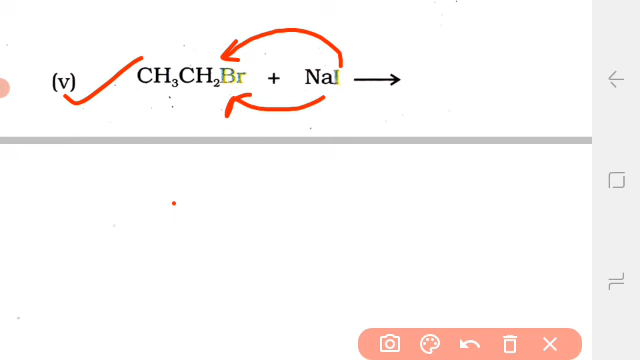 (v) CH₃CH₂Br + NaI ⟶